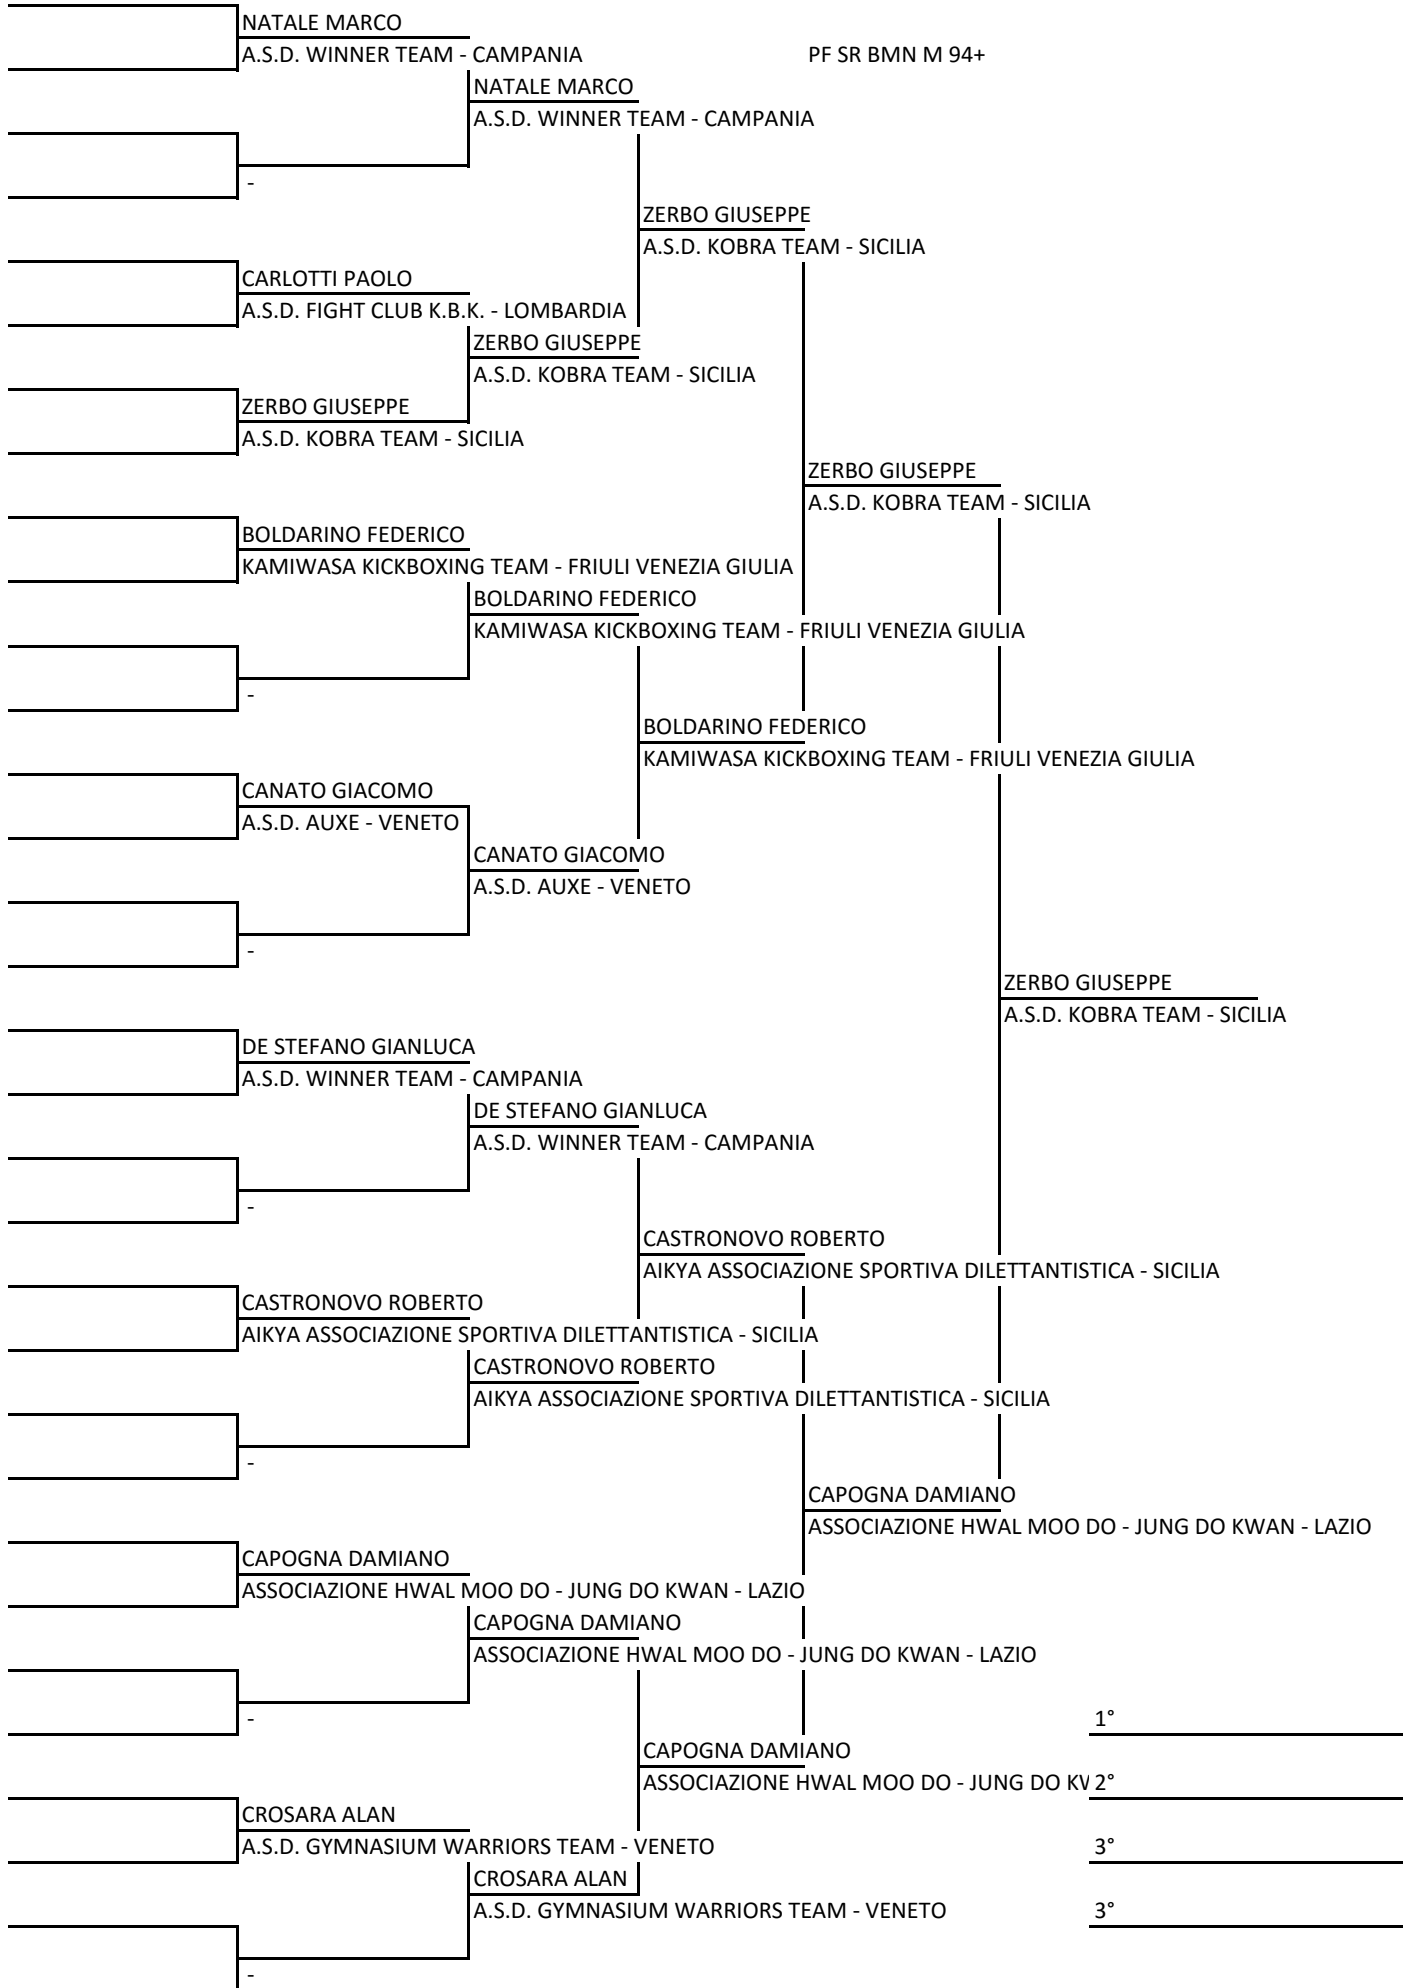 NATALE MARCO
A.S.D. WINNER TEAM - CAMPANIA
PF SR BMN M 94+
NATALE MARCO
A.S.D. WINNER TEAM - CAMPANIA
-
ZERBO GIUSEPPE
A.S.D. KOBRA TEAM - SICILIA
CARLOTTI PAOLO
A.S.D. FIGHT CLUB K.B.K. - LOMBARDIA
ZERBO GIUSEPPE
A.S.D. KOBRA TEAM - SICILIA
ZERBO GIUSEPPE
A.S.D. KOBRA TEAM - SICILIA
ZERBO GIUSEPPE
A.S.D. KOBRA TEAM - SICILIA
BOLDARINO FEDERICO
KAMIWASA KICKBOXING TEAM - FRIULI VENEZIA GIULIA
BOLDARINO FEDERICO
KAMIWASA KICKBOXING TEAM - FRIULI VENEZIA GIULIA
-
BOLDARINO FEDERICO
KAMIWASA KICKBOXING TEAM - FRIULI VENEZIA GIULIA
CANATO GIACOMO
A.S.D. AUXE - VENETO
CANATO GIACOMO
A.S.D. AUXE - VENETO
-
ZERBO GIUSEPPE
A.S.D. KOBRA TEAM - SICILIA
DE STEFANO GIANLUCA
A.S.D. WINNER TEAM - CAMPANIA
DE STEFANO GIANLUCA
A.S.D. WINNER TEAM - CAMPANIA
-
CASTRONOVO ROBERTO
AIKYA ASSOCIAZIONE SPORTIVA DILETTANTISTICA - SICILIA
CASTRONOVO ROBERTO
AIKYA ASSOCIAZIONE SPORTIVA DILETTANTISTICA - SICILIA
CASTRONOVO ROBERTO
AIKYA ASSOCIAZIONE SPORTIVA DILETTANTISTICA - SICILIA
-
CAPOGNA DAMIANO
ASSOCIAZIONE HWAL MOO DO - JUNG DO KWAN - LAZIO
CAPOGNA DAMIANO
ASSOCIAZIONE HWAL MOO DO - JUNG DO KWAN - LAZIO
CAPOGNA DAMIANO
ASSOCIAZIONE HWAL MOO DO - JUNG DO KWAN - LAZIO
-
1°
CAPOGNA DAMIANO
ASSOCIAZIONE HWAL MOO DO - JUNG DO
2°
CROSARA ALAN
A.S.D. GYMNASIUM WARRIORS TEAM - VENETO
3°
CROSARA ALAN
A.S.D. GYMNASIUM WARRIORS TEAM - VENETO
3°
-